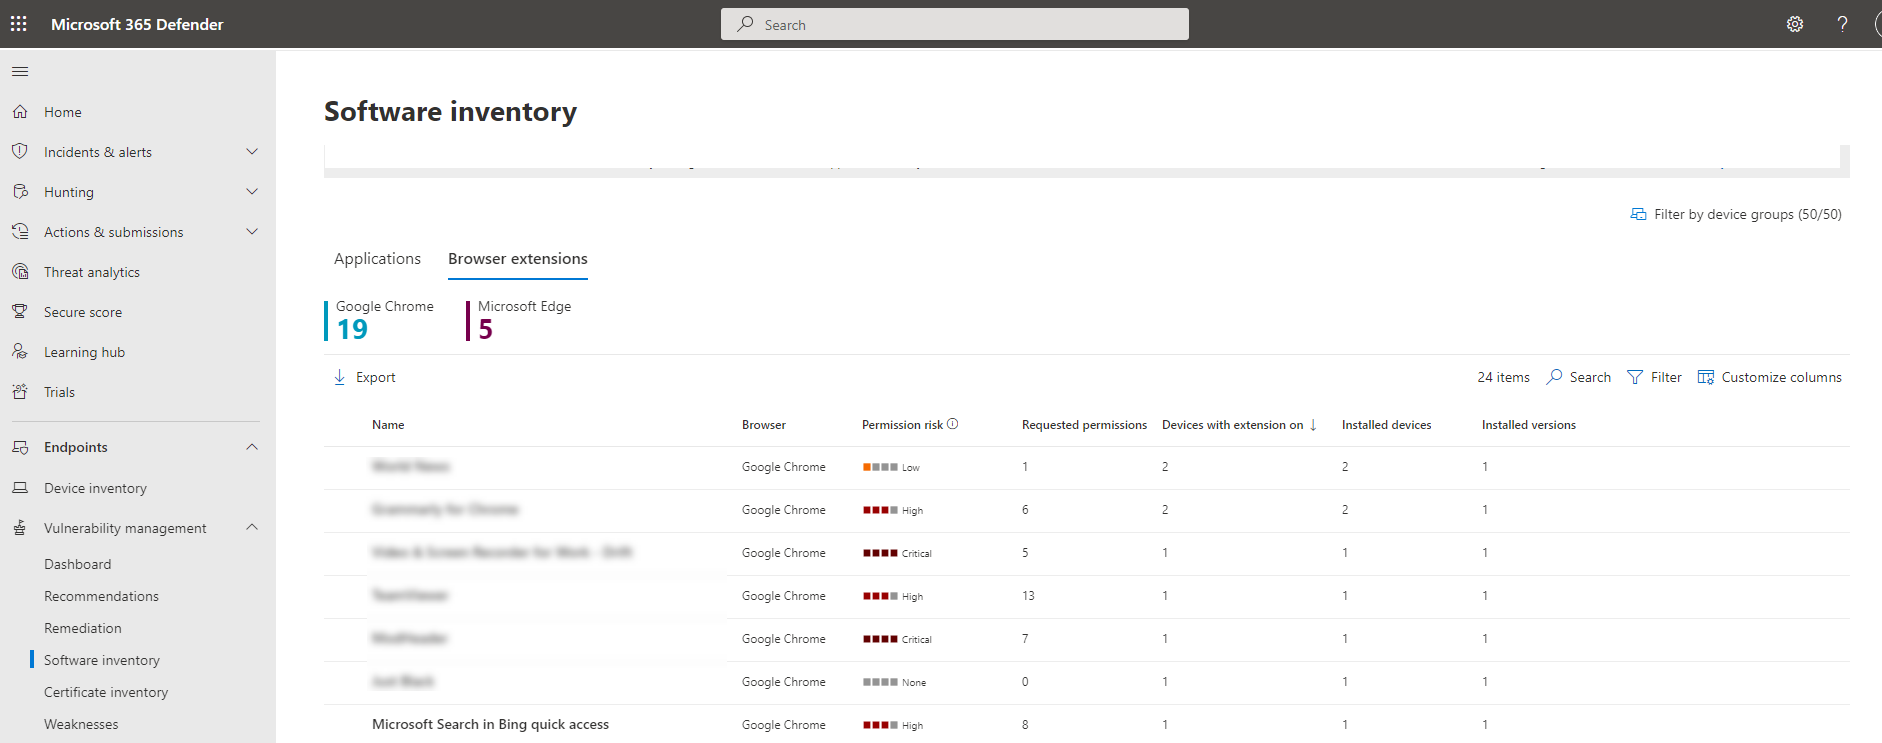 Microsoft 365 Defender
Search
Home
Incidents & alerts
Hunting
Actions & submissions
Threat analytics
Secure score
Learning hub
Trials
Endpoints
Device inventory
Vulnerability management
Dashboard
Recommendations
Remediation
Software inventory
Certificate inventory
Weaknesses
Software inventory
Filter by device groups (50/50)
Applications Browser extensions
Google Chrome Microsoft Edge
19 5
Export 24 items Search Filter Customize columns
Name Browser Permission risk Requested permissions Devices with extension on ↓ Installed devices Installed versions
Google Chrome Low 1 2 2 1
Google Chrome High 6 2 2 1
Google Chrome Critical 5 1 1 1
Google Chrome High 13 1 1 1
Google Chrome Critical 7 1 1 1
Google Chrome None 0 1 1 1
Microsoft Search in Bing quick access Google Chrome High 8 1 1 1